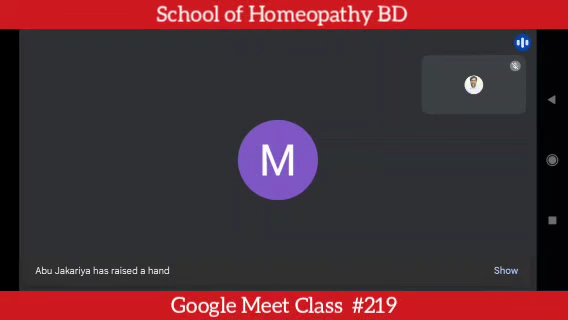 School of Homeopathy BD
M
Abu Jakariya has raised a hand
Show
Google Meet Class #219